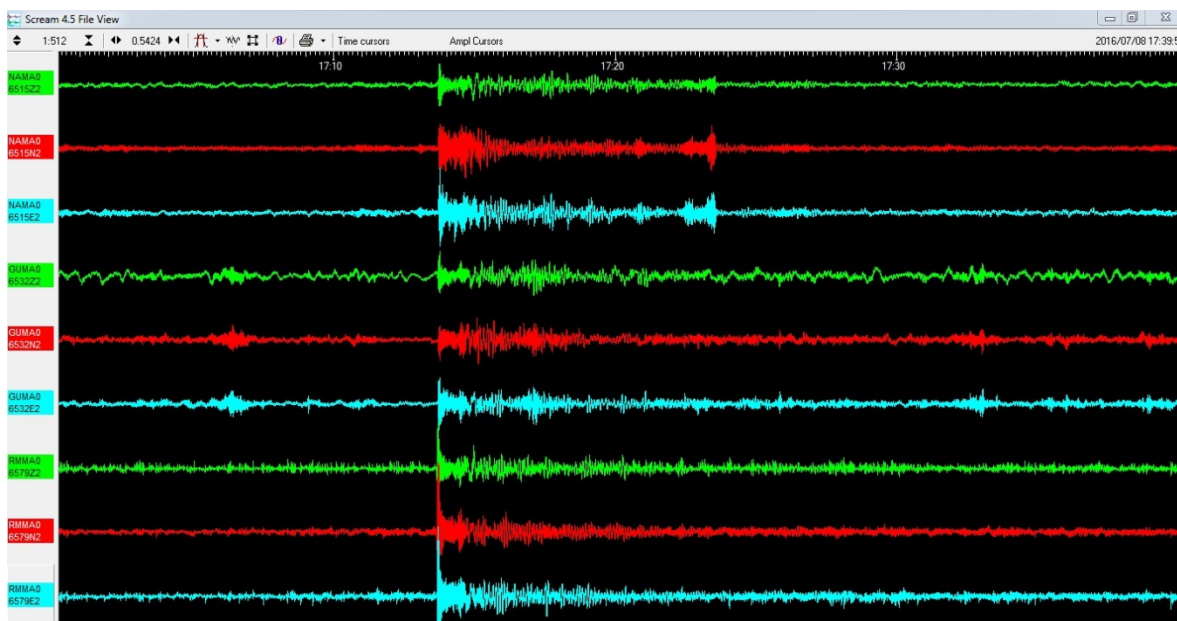 Scream 4.5 File View
1:512 0.5424 Time cursors Ampl Cursors 2016/07/08 17:39:5
17:10 17:20 17:30
NAMA0
6515Z2
NAMA0
6515N2
NAMA0
6515E2
GUMA0
6532Z2
GUMA0
6532N2
GUMA0
6532E2
RMMA0
6579Z2
RMMA0
6579N2
RMMA0
6579E2